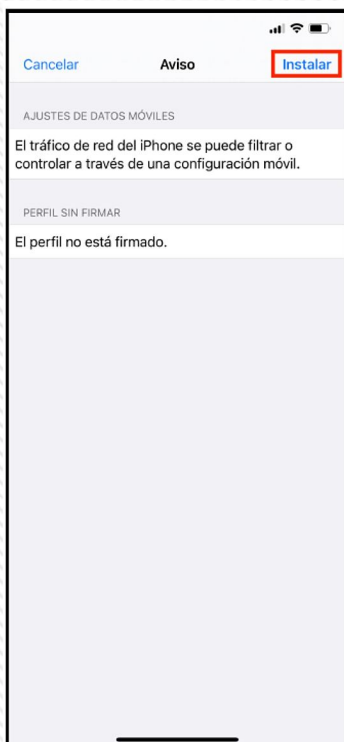 Cancelar
Aviso
Instalar
AJUSTES DE DATOS MÓVILES
El tráfico de red del iPhone se puede filtrar o
controlar a través de una configuración móvil.
PERFIL SIN FIRMAR
El perfil no está firmado.